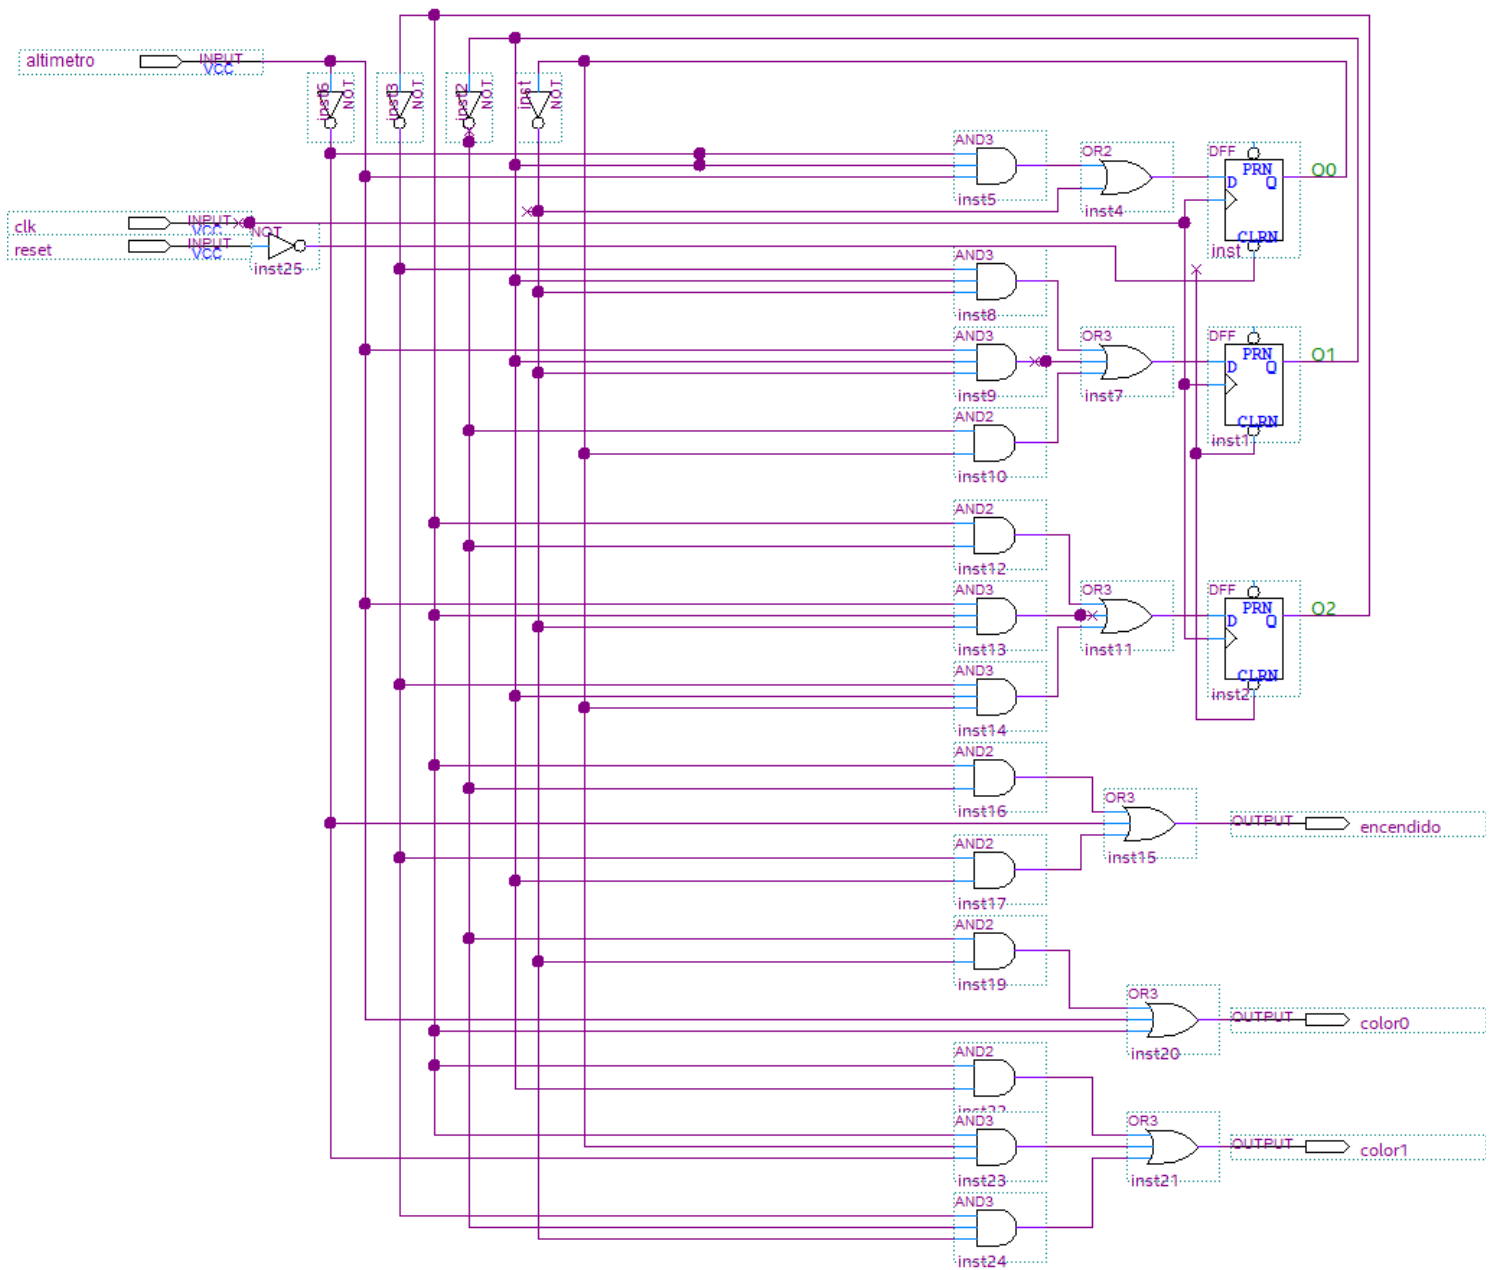 altimetro
INPUT
VCC
inst6
NOT
inst3
NOT
inst2
NOT
inst
NOT
AND3
inst5
OR2
inst4
DFF
PRN
D
Q
CLRN
inst
O0
clk
INPUT
VCC
reset
INPUT
VCC
NOT
inst25
AND3
inst8
AND3
inst9
OR3
inst7
DFF
PRN
D
Q
CLRN
inst1
O1
AND2
inst10
AND2
inst12
AND3
inst13
OR3
inst11
DFF
PRN
D
Q
CLRN
inst2
O2
AND3
inst14
AND2
inst16
OR3
inst15
OUTPUT
encendido
AND2
inst17
AND2
inst19
OR3
inst20
OUTPUT
color0
AND2
inst22
AND3
inst23
OR3
inst21
OUTPUT
color1
AND3
inst24